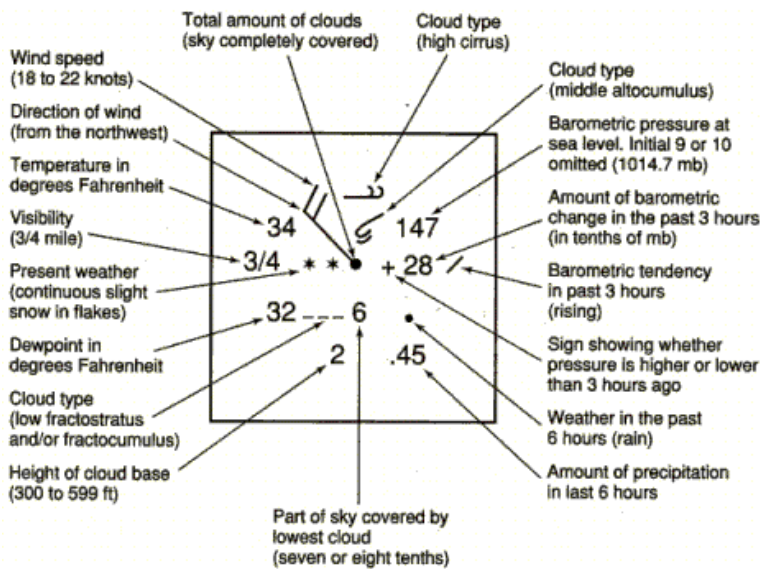 Total amount of clouds
(sky completely covered)
Cloud type
(high cirrus)
Wind speed
(18 to 22 knots)
Direction of wind
(from the northwest)
Temperature in
degrees Fahrenheit
Visibility
(3/4 mile)
Present weather
(continuous slight
snow in flakes)
Dewpoint in
degrees Fahrenheit
Cloud type
(low fractostratus
and/or fractocumulus)
Height of cloud base
(300 to 599 ft)
34
147
3/4
* *
+ 28
32
6
2
.45
Cloud type
(middle altocumulus)
Barometric pressure at
sea level. Initial 9 or 10
omitted (1014.7 mb)
Amount of barometric
change in the past 3 hours
(in tenths of mb)
Barometric tendency
in past 3 hours
(rising)
Sign showing whether
pressure is higher or lower
than 3 hours ago
Weather in the past
6 hours (rain)
Amount of precipitation
in last 6 hours
Part of sky covered by
lowest cloud
(seven or eight tenths)